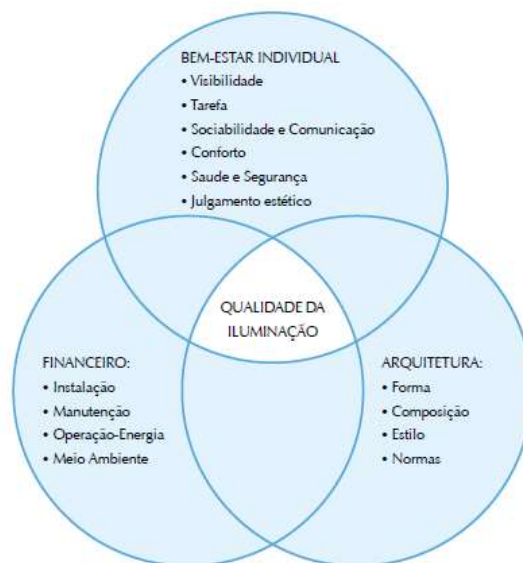 BEM-ESTAR INDIVIDUAL
• Visibilidade
• Tarefa
• Sociabilidade e Comunicação
• Conforto
• Saude e Segurança
• Julgamento estético
QUALIDADE DA
ILUMINAÇÃO
FINANCEIRO:
• Instalação
• Manutenção
• Operação-Energia
• Meio Ambiente
ARQUITETURA:
• Forma
• Composição
• Estilo
• Normas